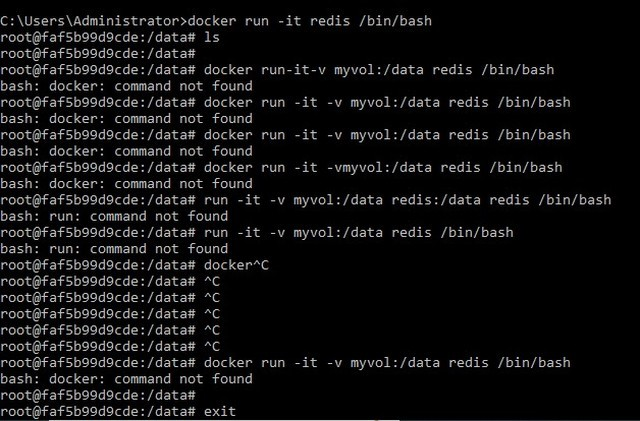 C:\Users\Administrator>docker run -it redis /bin/bash
root@faf5b99d9cde:/data# ls
root@faf5b99d9cde:/data#
root@faf5b99d9cde:/data# docker run-it-v myvol:/data redis /bin/bash
bash: docker: command not found
root@faf5b99d9cde:/data# docker run -it -v myvol:/data redis /bin/bash
bash: docker: command not found
root@faf5b99d9cde:/data# docker run -it -v myvol:/data redis /bin/bash
bash: docker: command not found
root@faf5b99d9cde:/data# docker run -it -vmyvol:/data redis /bin/bash
bash: docker: command not found
root@faf5b99d9cde:/data# run -it -v myvol:/data redis:/data redis /bin/bash
bash: run: command not found
root@faf5b99d9cde:/data# run -it -v myvol:/data redis /bin/bash
bash: run: command not found
root@faf5b99d9cde:/data# docker^C
root@faf5b99d9cde:/data# ^C
root@faf5b99d9cde:/data# ^C
root@faf5b99d9cde:/data# ^C
root@faf5b99d9cde:/data# ^C
root@faf5b99d9cde:/data# ^C
root@faf5b99d9cde:/data# docker run -it -v myvol:/data redis /bin/bash
bash: docker: command not found
root@faf5b99d9cde:/data#
root@faf5b99d9cde:/data# exit